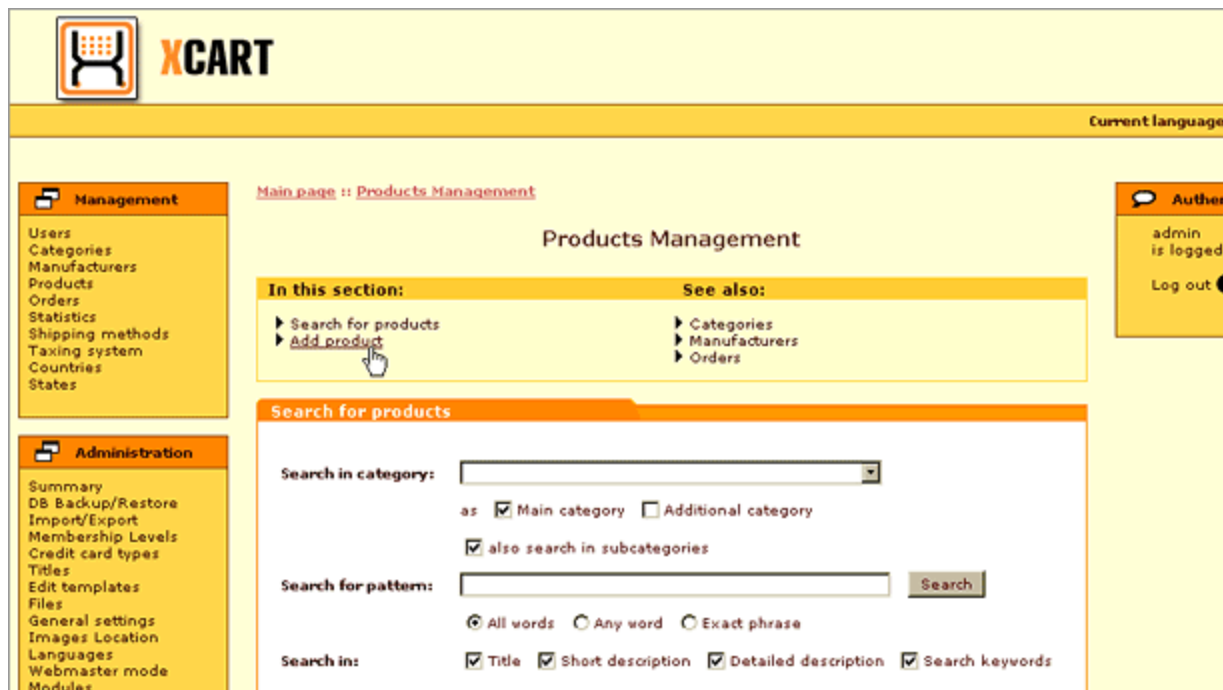 XCART
Current language
Management
Users
Categories
Manufacturers
Products
Orders
Statistics
Shipping methods
Taxing system
Countries
States
Administration
Summary
DB Backup/Restore
Import/Export
Membership Levels
Credit card types
Titles
Edit templates
Files
General settings
Images Location
Languages
Webmaster mode
Modules
Main page :: Products Management
Products Management
In this section:
Search for products
Add product
See also:
Categories
Manufacturers
Orders
Search for products
Search in category:
as Main category Additional category
also search in subcategories
Search for pattern: Search
All words Any word Exact phrase
Search in: Title Short description Detailed description Search keywords
Authen
admin
is logged
Log out